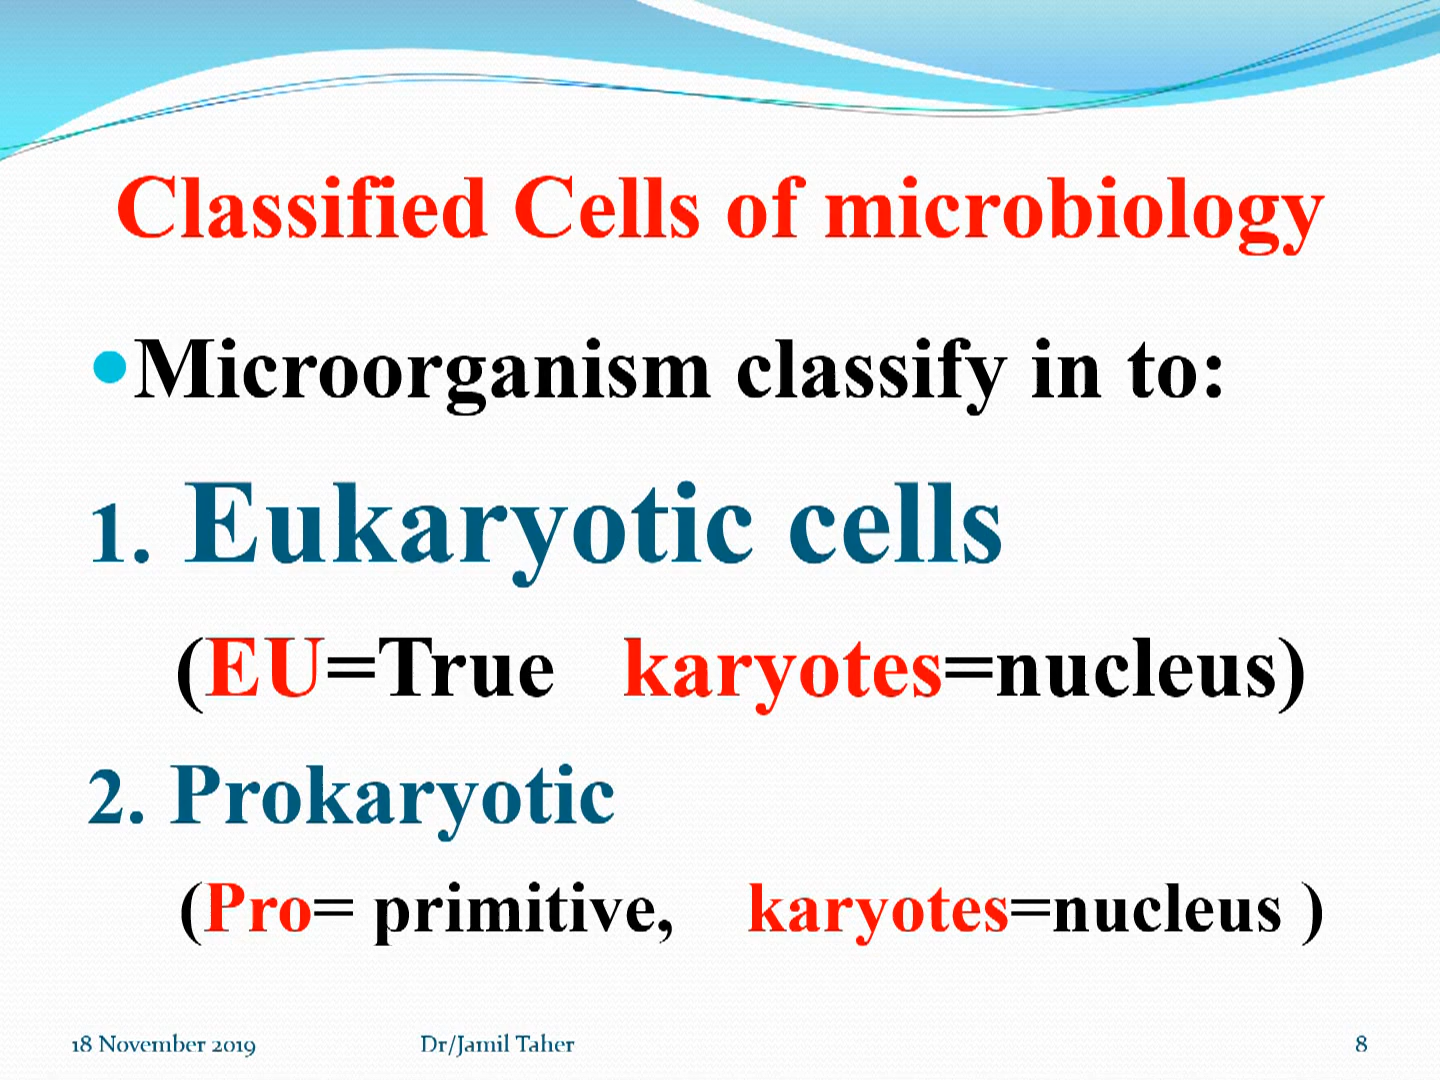 Classified Cells of microbiology
Microorganism classify in to:
1. Eukaryotic cells
(EU=True karyotes=nucleus)
2. Prokaryotic
(Pro= primitive, karyotes=nucleus )
18 November 2019 Dr/Jamil Taher 8